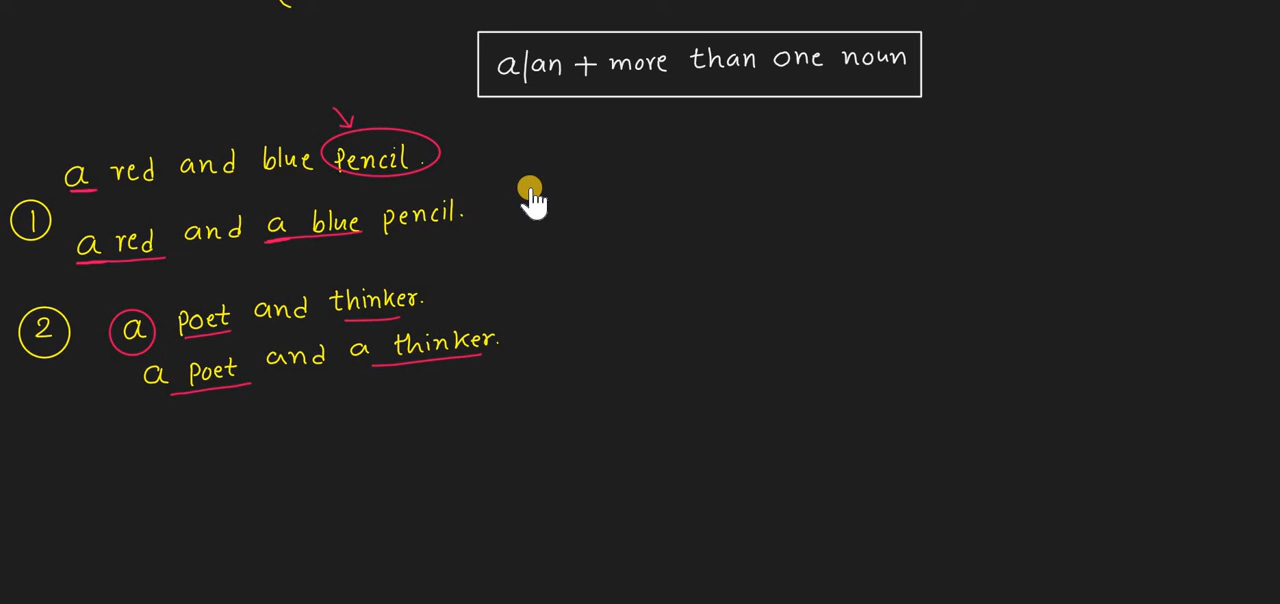 a/an + more than one noun
a red and blue pencil.
1
a red and a blue pencil.
2 a poet and thinker.
a poet and a thinker.